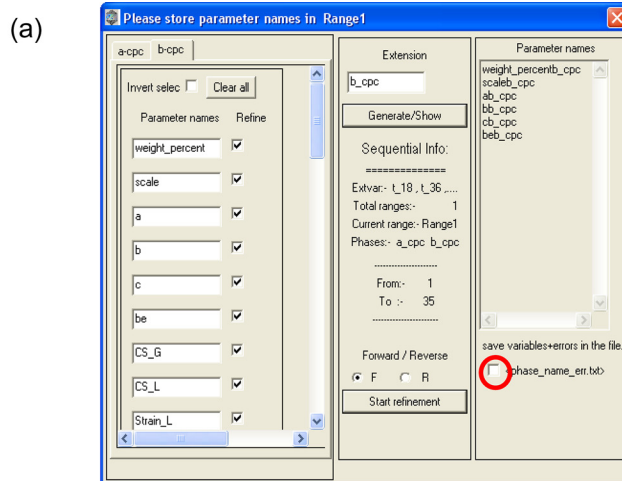 (a)
Please store parameter names in Range1
a-cpc b-cpc
Invert selec Clear all
Parameter names Refine
weight_percent
scale
a
b
c
be
CS_G
CS_L
Strain_L
Extension
b_cpc
Generate/Show
Sequential Info:
==============
Extvar:- t_18 , t_36 ,....
Total ranges:- 1
Current range:- Range1
Phases:- a_cpc b_cpc
---------------------
From:- 1
To :- 35
----------------------
Forward / Reverse
F R
Start refinement
Parameter names
weight_percentb_cpc
scaleb_cpc
ab_cpc
bb_cpc
cb_cpc
beb_cpc
save variables+errors in the file.
<phase_name_err.txt>